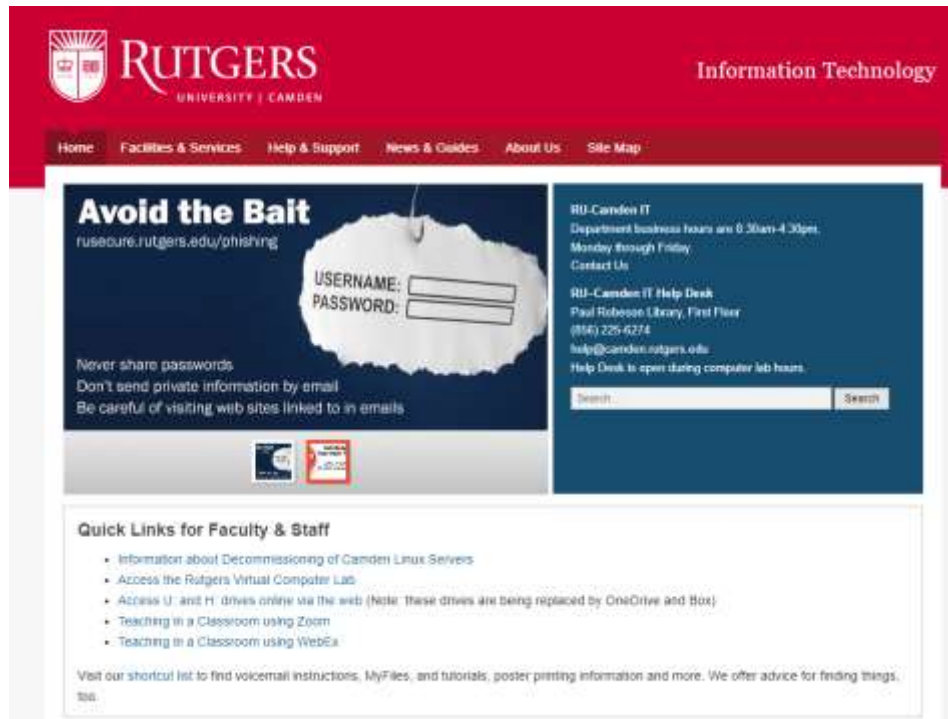 RUTGERS
UNIVERSITY | CAMDEN
Information Technology
Home Facilities & Services Help & Support News & Guides About Us Site Map
Avoid the Bait
rusecure.rutgers.edu/phishing
USERNAME:
PASSWORD:
Never share passwords
Don't send private information by email
Be careful of visiting web sites linked to in emails
RU-Camden IT
Department business hours are 8:30am-4:30pm,
Monday through Friday
Contact Us
RU-Camden IT Help Desk
Paul Robeson Library, First Floor
(856) 225-6274
help@camden.rutgers.edu
Help Desk is open during computer lab hours.
Search... Search
Quick Links for Faculty & Staff
• Information about Decommissioning of Camden Linux Servers
• Access the Rutgers Virtual Computer Lab
• Access U: and H: drives online via the web (Note: these drives are being replaced by OneDrive and Box)
• Teaching in a Classroom using Zoom
• Teaching in a Classroom using WebEx
Visit our shortcut list to find voicemail instructions, MyFiles, and tutorials, poster printing information and more. We offer advice for finding things,
too.